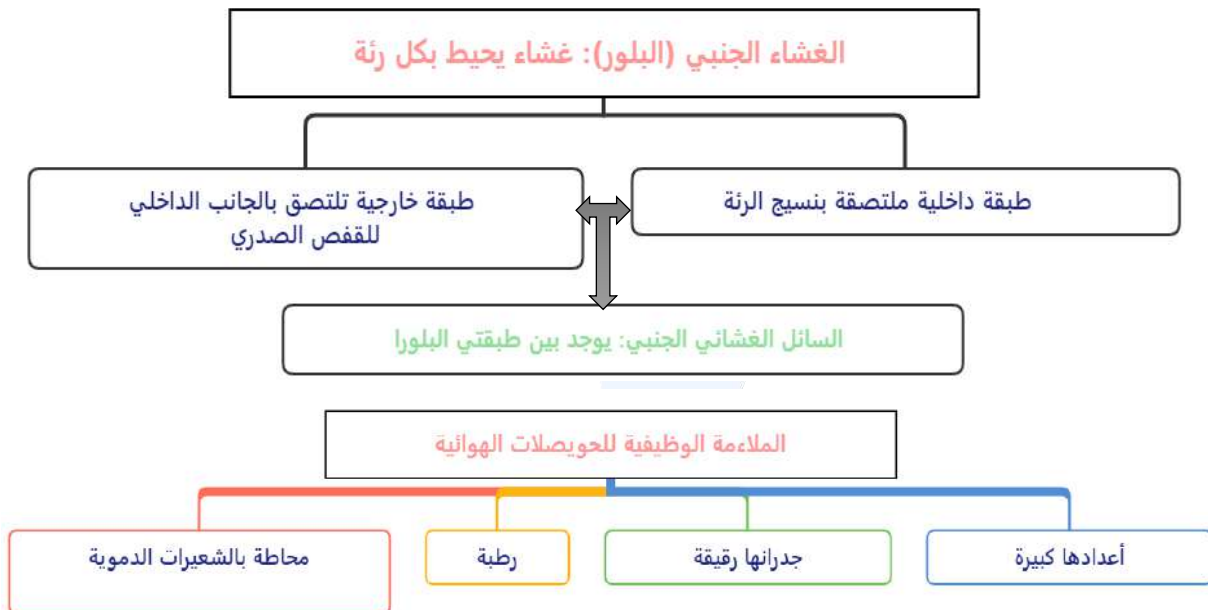 الغشاء الجنبي (البلور): غشاء يحيط بكل رئة
طبقة داخلية ملتصقة بنسيج الرئة
طبقة خارجية تلتصق بالجانب الداخلي
للقفص الصدري
السائل الغشائي الجنبي: يوجد بين طبقتي البلورا
الملاءمة الوظيفية للحويصلات الهوائية
أعدادها كبيرة
جدرانها رقيقة
رطبة
محاطة بالشعيرات الدموية